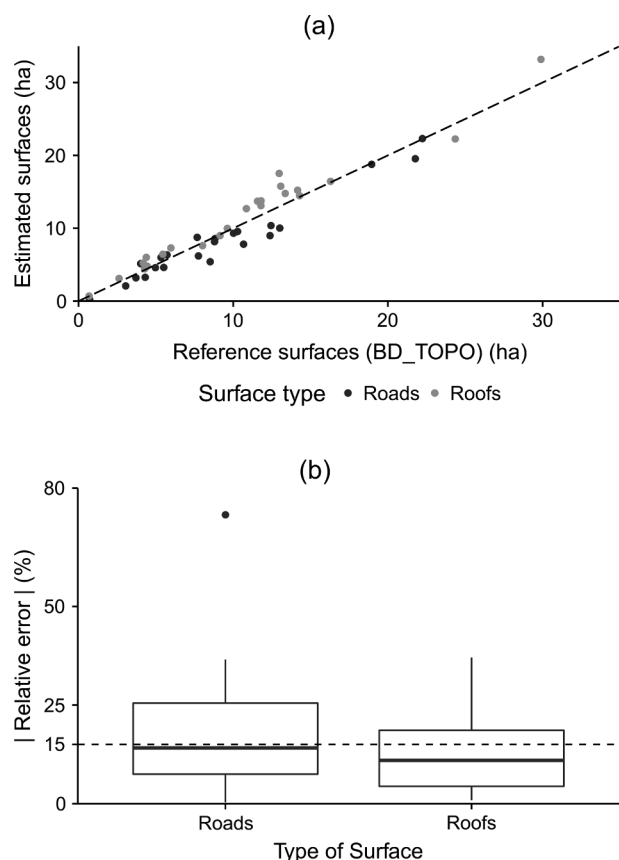 (a)
Estimated surfaces (ha)
30
20
10
0
0 10 20 30
Reference surfaces (BD_TOPO) (ha)
Surface type Roads Roofs
(b)
| Relative error | (%)
80
50
25
15
0
Roads Roofs
Type of Surface